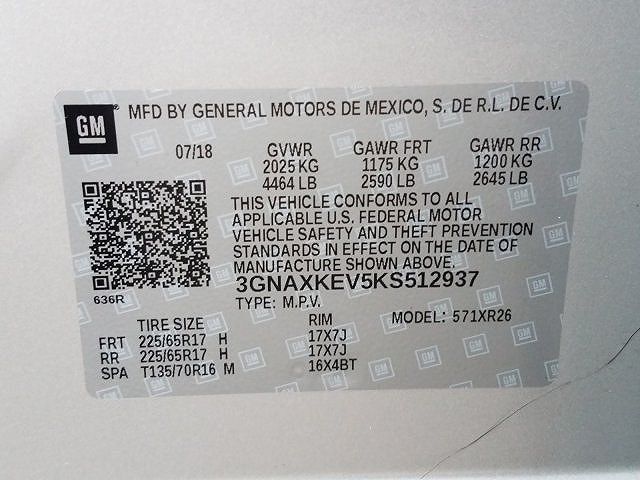 GM
MFD BY GENERAL MOTORS DE MEXICO, S. DE R.L. DE C.V.
07/18 GVWR GAWR FRT GAWR RR
2025 KG 1175 KG 1200 KG
4464 LB 2590 LB 2645 LB
THIS VEHICLE CONFORMS TO ALL
APPLICABLE U.S. FEDERAL MOTOR
VEHICLE SAFETY AND THEFT PREVENTION
STANDARDS IN EFFECT ON THE DATE OF
MANUFACTURE SHOWN ABOVE.
3GNAXKEV5KS512937
636R
TYPE: M.P.V.
MODEL: 571XR26
TIRE SIZE RIM
FRT 225/65R17 H 17X7J
RR 225/65R17 H 17X7J
SPA T135/70R16 M 16X4BT